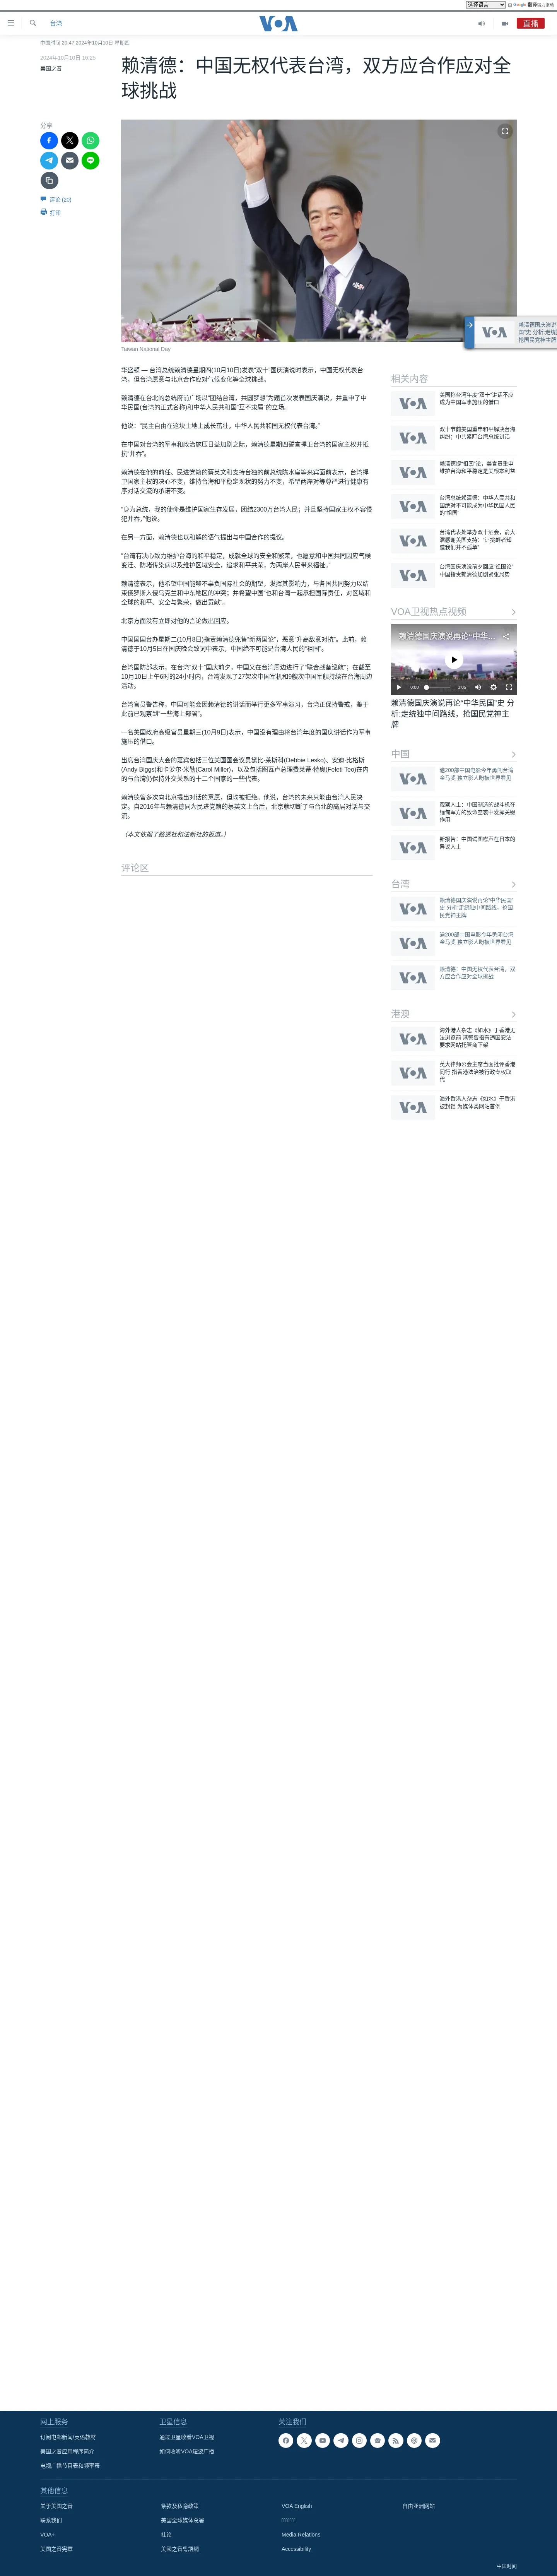 选择语言 由 Google 翻译强力驱动
台湾
VOA
直播
中国时间 20:47 2024年10月10日 星期四
2024年10月10日 16:25
美国之音
赖清德：中国无权代表台湾，双方应合作应对全
球挑战
分享
评论 (20)
打印
Taiwan National Day
华盛顿 — 台湾总统赖清德星期四(10月10日)发表“双十”国庆演说时表示，中国无权代表台
湾，但台湾愿意与北京合作应对气候变化等全球挑战。
赖清德在台北的总统府前广场以“团结台湾，共圆梦想”为题首次发表国庆演说，并重申了中
华民国(台湾的正式名称)和中华人民共和国“互不隶属”的立场。
他说：“民主自由在这块土地上成长茁壮，中华人民共和国无权代表台湾。”
在中国对台湾的军事和政治施压日益加剧之际，赖清德星期四誓言捍卫台湾的国家主权并抵
抗“并吞”。
赖清德在他的前任、民进党籍的蔡英文和支持台独的前总统陈水扁等来宾面前表示，台湾捍
卫国家主权的决心不变，维持台海和平稳定现状的努力不变，希望两岸对等尊严进行健康有
序对话交流的承诺不变。
“身为总统，我的使命是维护国家生存发展，团结2300万台湾人民；并且坚持国家主权不容侵
犯并吞，”他说。
在另一方面，赖清德也以和解的语气提出与中国合作的提议。
“台湾有决心致力维护台海的和平稳定，成就全球的安全和繁荣，也愿意和中国共同因应气候
变迁、防堵传染病以及维护区域安全，追求和平共荣，为两岸人民带来福祉。”
赖清德表示，他希望中国能够不辜负国际社会的期望，发挥其影响力，与各国共同努力以结
束俄罗斯入侵乌克兰和中东地区的冲突；并希望中国“也和台湾一起承担国际责任，对区域和
全球的和平、安全与繁荣，做出贡献”。
北京方面没有立即对他的言论做出回应。
中国国国台办星期二(10月8日)指责赖清德兜售“新两国论”，恶意“升高敌意对抗”。此前，赖
清德于10月5日在国庆晚会致词中表示，中国绝不可能是台湾民众的祖国。
台湾国防部表示，在台湾“双十”国庆前夕，中国又在台湾周边进行了“联合战备巡航”；在截至
10月10日上午6时的24小时内，台湾发现了27架次中国军机和9艘次中国军舰持续在台海周边
活动。
台湾官员警告称，中国可能会因赖清德的讲话而举行更多军事演习，台湾正保持警戒，鉴于
此前已观察到“一些海上部署”。
一名美国政府高级官员星期三(10月9日)表示，中国没有理由将台湾年度的国庆讲话作为军事
施压的借口。
出席台湾国庆大会的嘉宾包括三位美国国会议员黛比·莱斯科(Debbie Lesko)，安迪·比格斯
(Andy Biggs)和卡萝尔·米勒(Carol Miller)，以及包括图瓦卢总理费莱蒂·特奥(Feleti Teo)在内
的与台湾仍保持外交关系的十二个国家的一些代表。
赖清德曾多次向北京提出对话的意愿，但均被拒绝。他说，台湾的未来只能由台湾人民决
定。自2016年与赖清德同为民进党籍的蔡英文上台后，北京就切断了与台北的高层对话与交
流。
（本文依据了路透社和法新社的报道。）
评论区
赖清德国庆演说
国”史 分析:走统
抢国民党神主牌
相关内容
美国称台湾年度“双十”讲话不应
成为中国军事施压的借口
双十节前美国重申和平解决台海
纠纷；中共紧盯台湾总统讲话
赖清德提“祖国”论，美官员重申
维护台海和平稳定是美根本利益
台湾总统赖清德：中华人民共和
国绝对不可能成为中华民国人民
的“祖国”
台湾代表处举办双十酒会，俞大
㵢感谢美国支持：“让挑衅者知
道我们并不孤单”
台湾国庆演说前夕回应“祖国论”
中国指责赖清德加剧紧张局势
VOA卫视热点视频
赖清德国庆演说再论“中华...
0:00
3:05
赖清德国庆演说再论“中华民国”史 分
析:走统独中间路线，抢国民党神主
牌
中国
逾200部中国电影今年勇闯台湾
金马奖 独立影人盼被世界看见
观察人士：中国制造的战斗机在
缅甸军方的致命空袭中发挥关键
作用
新报告：中国试图噤声在日本的
异议人士
台湾
赖清德国庆演说再论“中华民国”
史 分析:走统独中间路线，抢国
民党神主牌
逾200部中国电影今年勇闯台湾
金马奖 独立影人盼被世界看见
赖清德：中国无权代表台湾，双
方应合作应对全球挑战
港澳
海外港人杂志《如水》于香港无
法浏览前 港警曾指有违国安法
要求网站托管商下架
英大律师公会主席当面批评香港
同行 指香港法治被行政专权取
代
海外香港人杂志《如水》于香港
被封锁 为媒体类网站首例
网上服务
订阅电邮新闻/英语教材
美国之音应用程序简介
电视广播节目表和频率表
卫星信息
通过卫星收看VOA卫视
如何收听VOA短波广播
关注我们
其他信息
关于美国之音
联系我们
VOA+
美国之音宪章
条款及私隐政策
美国全球媒体总署
社论
美國之音粵語網
VOA English
Media Relations
Accessibility
自由亚洲网站
中国时间